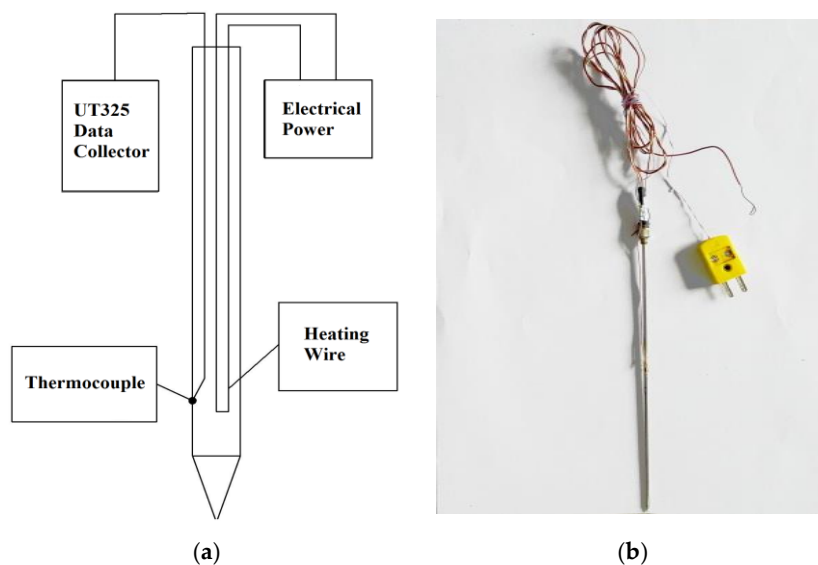 UT325
Data
Collector
Electrical
Power
Heating
Wire
Thermocouple
(a)
(b)